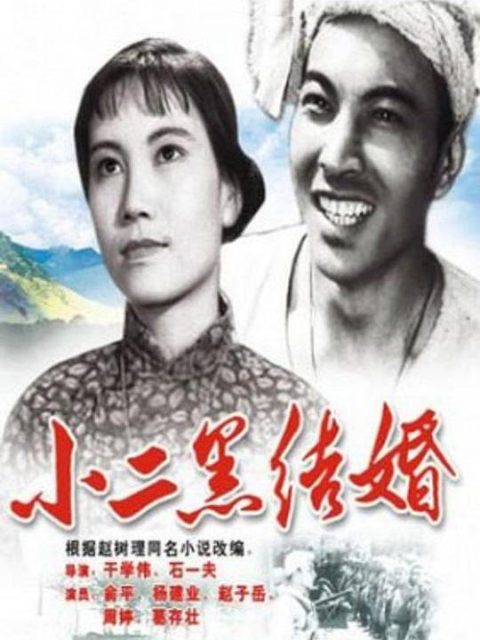 小二黑结婚
根据赵树理同名小说改编。
导演：干学伟、石一夫
演员：俞平、杨建业、赵子岳、
周婷、葛存壮